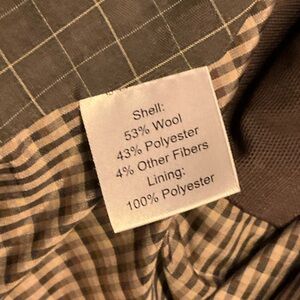 Shell:
53% Wool
43% Polyester
4% Other Fibers
Lining:
100% Polyester